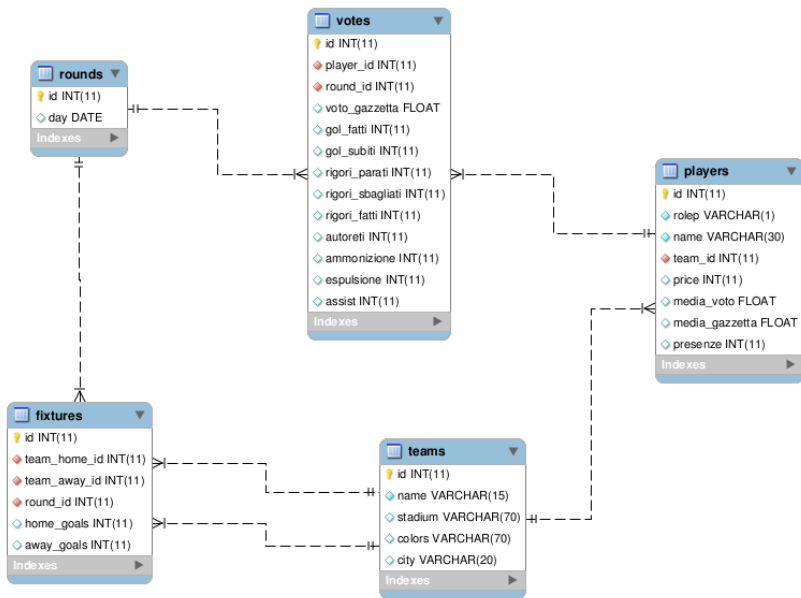 votes
id INT(11)
player_id INT(11)
round_id INT(11)
voto_gazzetta FLOAT
gol_fatti INT(11)
gol_subiti INT(11)
rigori_parati INT(11)
rigori_sbagliati INT(11)
rigori_fatti INT(11)
autoreti INT(11)
ammonizione INT(11)
espulsione INT(11)
assist INT(11)
Indexes
rounds
id INT(11)
day DATE
Indexes
players
id INT(11)
rolep VARCHAR(1)
name VARCHAR(30)
team_id INT(11)
price INT(11)
media_voto FLOAT
media_gazzetta FLOAT
presenze INT(11)
Indexes
fixtures
id INT(11)
team_home_id INT(11)
team_away_id INT(11)
round_id INT(11)
home_goals INT(11)
away_goals INT(11)
Indexes
teams
id INT(11)
name VARCHAR(15)
stadium VARCHAR(70)
colors VARCHAR(70)
city VARCHAR(20)
Indexes